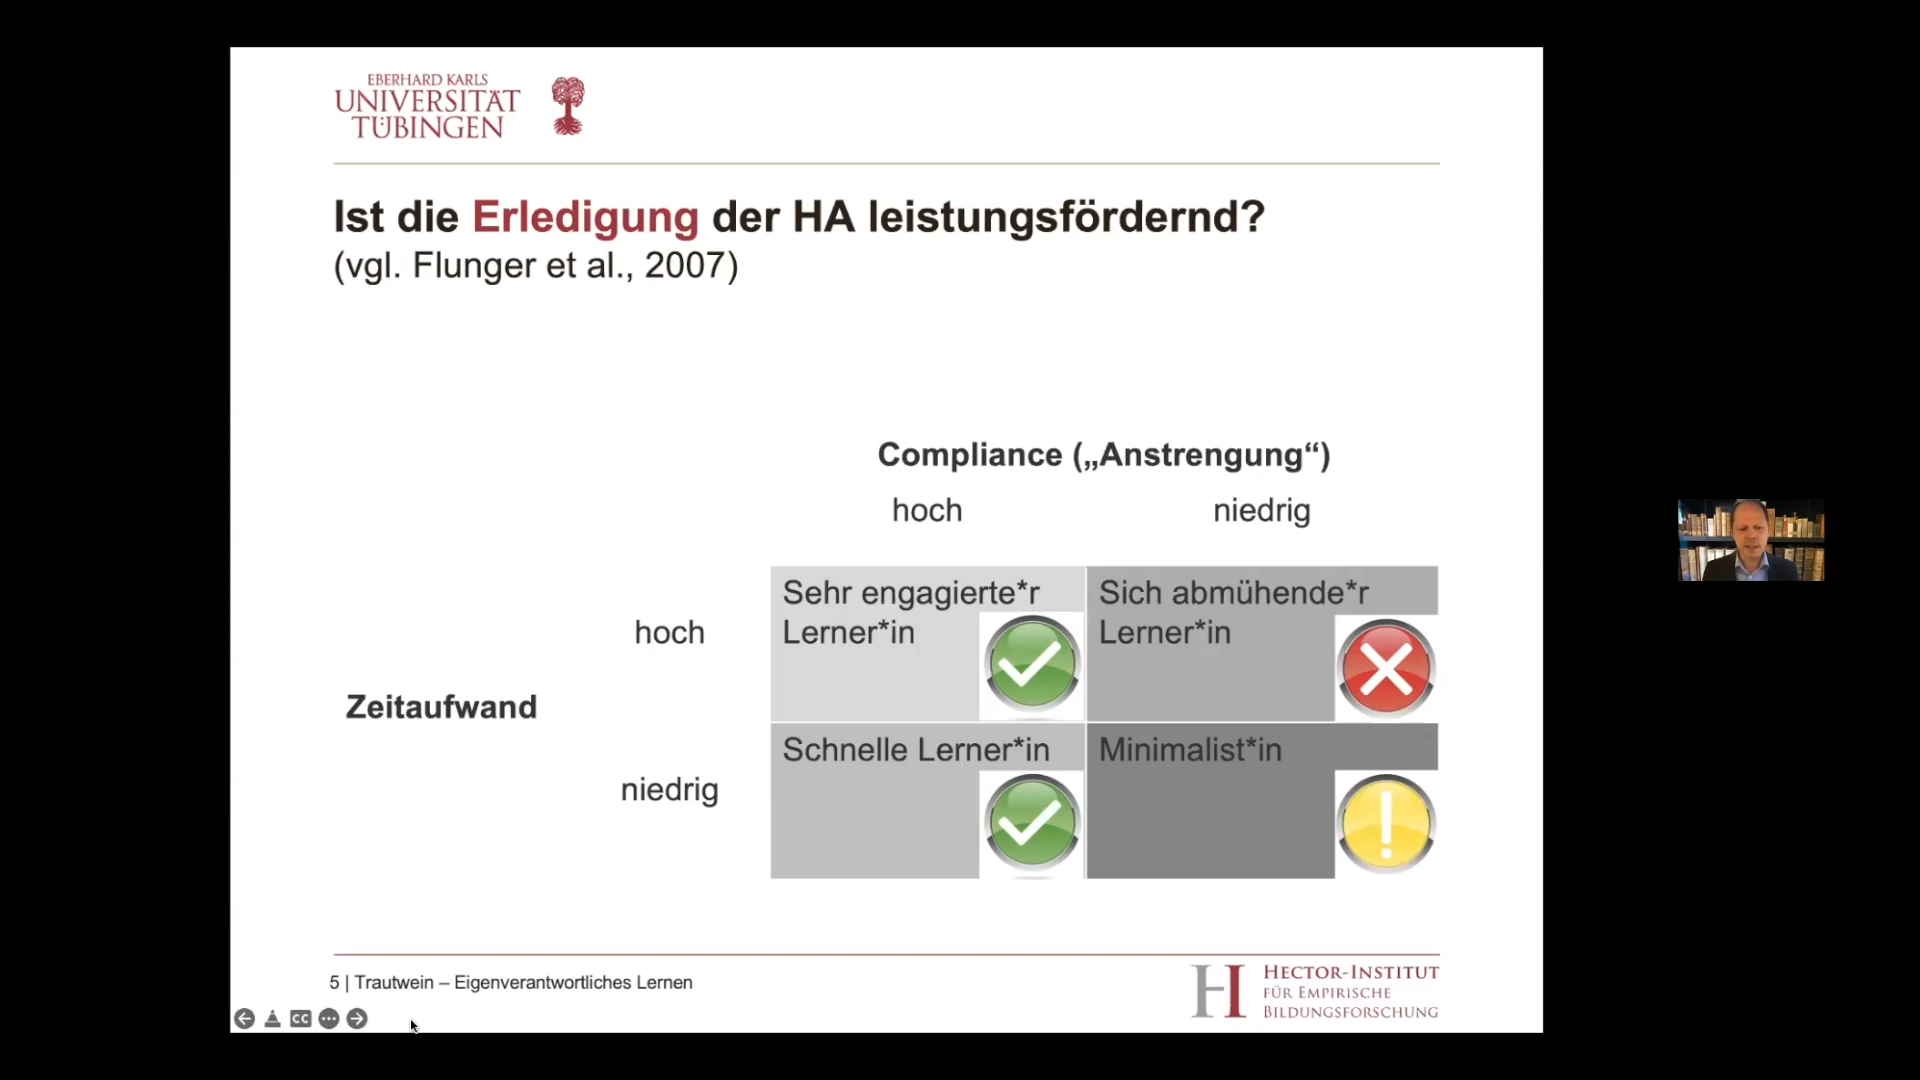 EBERHARD KARLS
UNIVERSITÄT
TÜBINGEN
Ist die Erledigung der HA leistungsfördernd?
(vgl. Flunger et al., 2007)
Compliance („Anstrengung“)
hoch
niedrig
Sehr engagierte*r
Lerner*in
Sich abmühende*r
Lerner*in
hoch
Zeitaufwand
Schnelle Lerner*in
Minimalist*in
niedrig
5 | Trautwein – Eigenverantwortliches Lernen
HECTOR-INSTITUT
FÜR EMPIRISCHE
BILDUNGSFORSCHUNG
CC